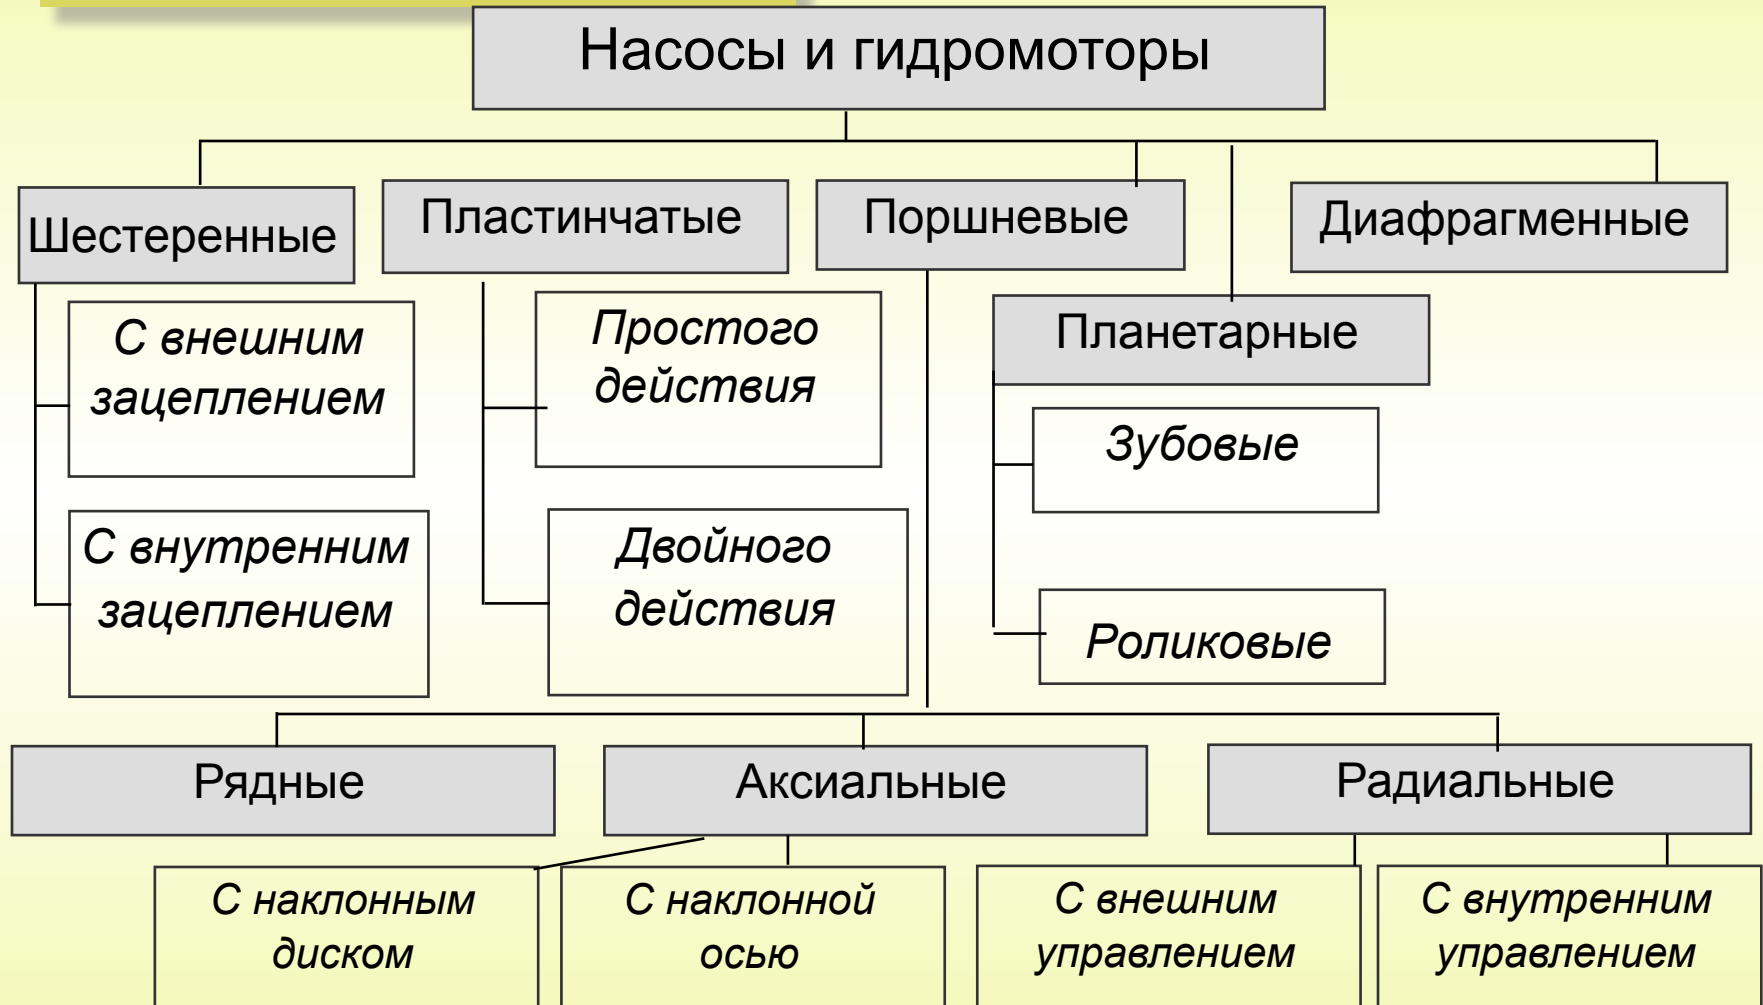 Насосы и гидромоторы
Шестеренные
Пластинчатые
Поршневые
Диафрагменные
С внешним
зацеплением
С внутренним
зацеплением
Простого
действия
Двойного
действия
Планетарные
Зубовые
Роликовые
Рядные
Аксиальные
Радиальные
С наклонным
диском
С наклонной
осью
С внешним
управлением
С внутренним
управлением